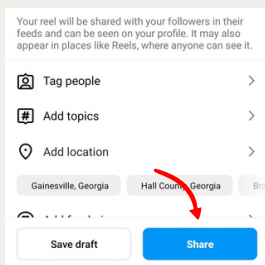 Your reel will be shared with your followers in their
feeds and can be seen on your profile. It may also
appear in places like Reels, where anyone can see it.
Tag people
Add topics
Add location
Gainesville, Georgia
Hall County, Georgia
Save draft
Share